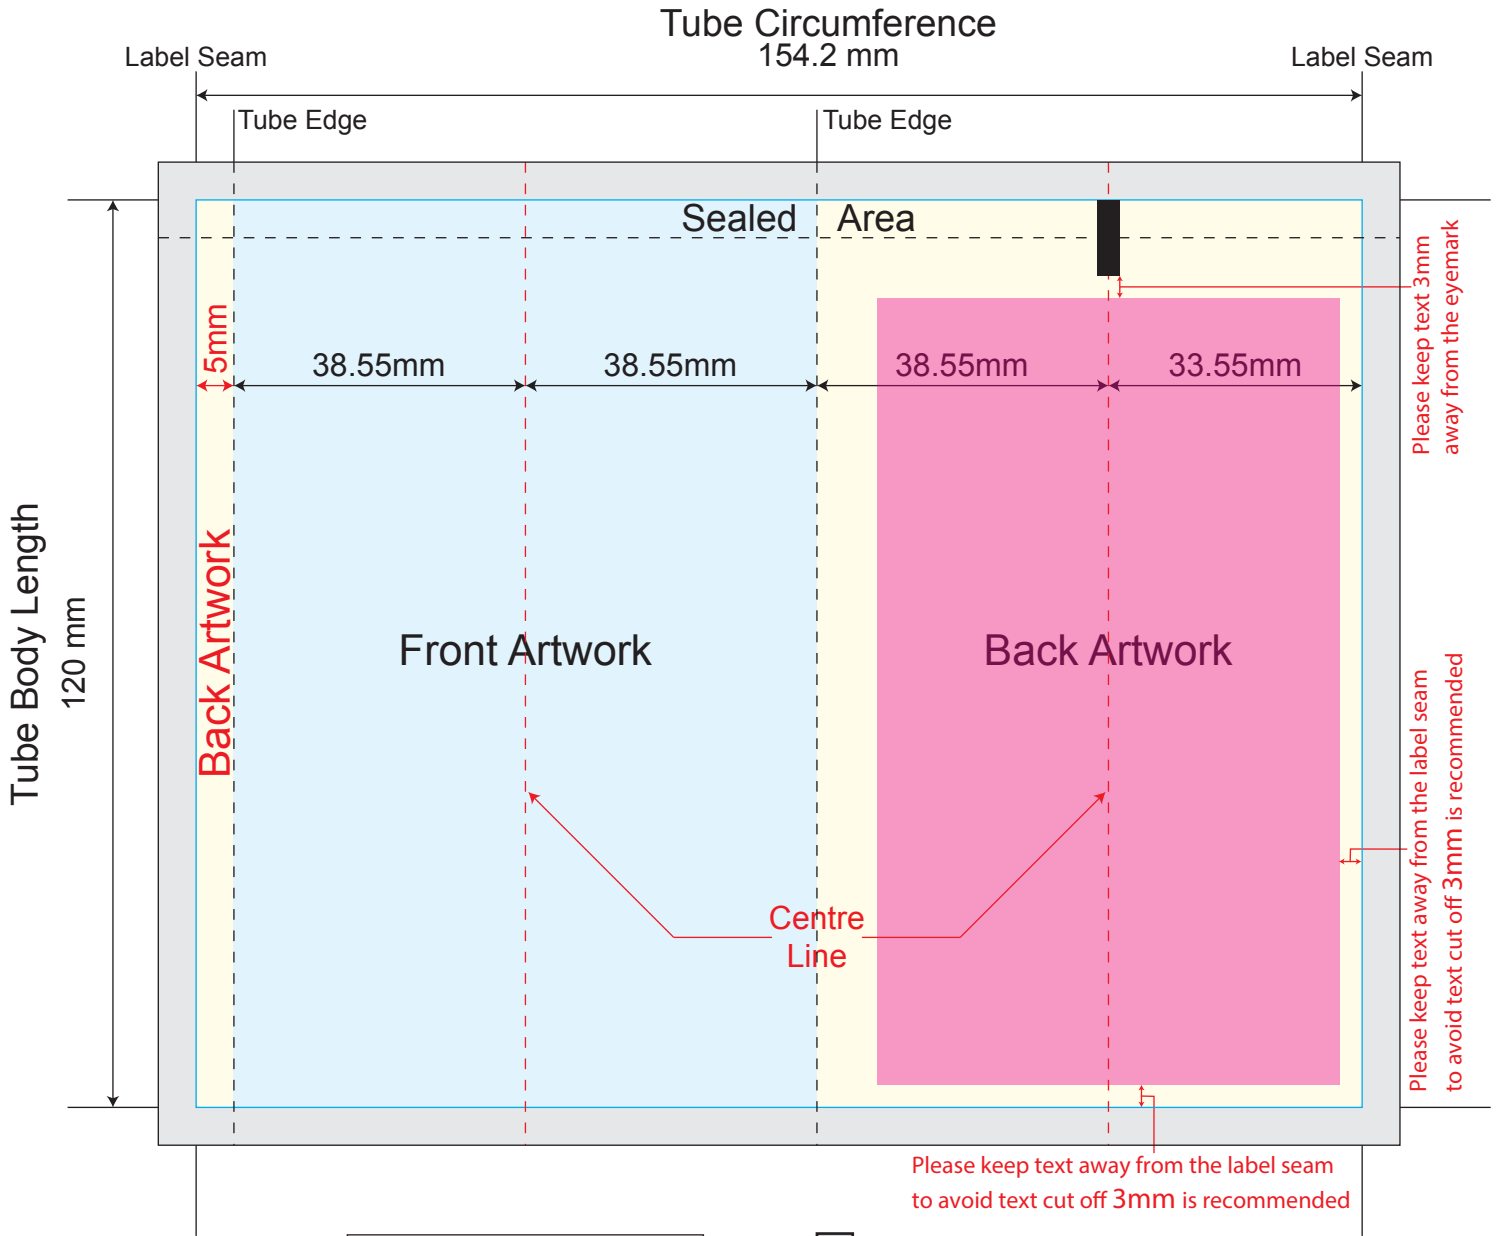 Tube Circumference
154.2 mm
Label Seam
Label Seam
Tube Edge
Tube Edge
Sealed Area
5mm
38.55mm
38.55mm
38.55mm
33.55mm
Please keep text 3mm
away from the eyemark
Tube Body Length
120 mm
Back Artwork
Front Artwork
Back Artwork
Centre
Line
Please keep text away from the label seam
to avoid text cut off 3mm is recommended
Please keep text away from the label seam
to avoid text cut off 3mm is recommended